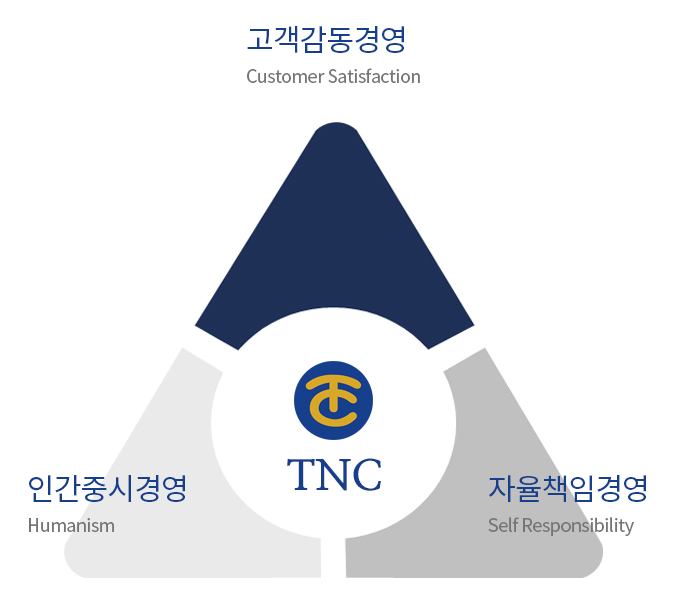 고객감동경영
Customer Satisfaction
TNC
인간중시경영
Humanism
자율책임경영
Self Responsibility